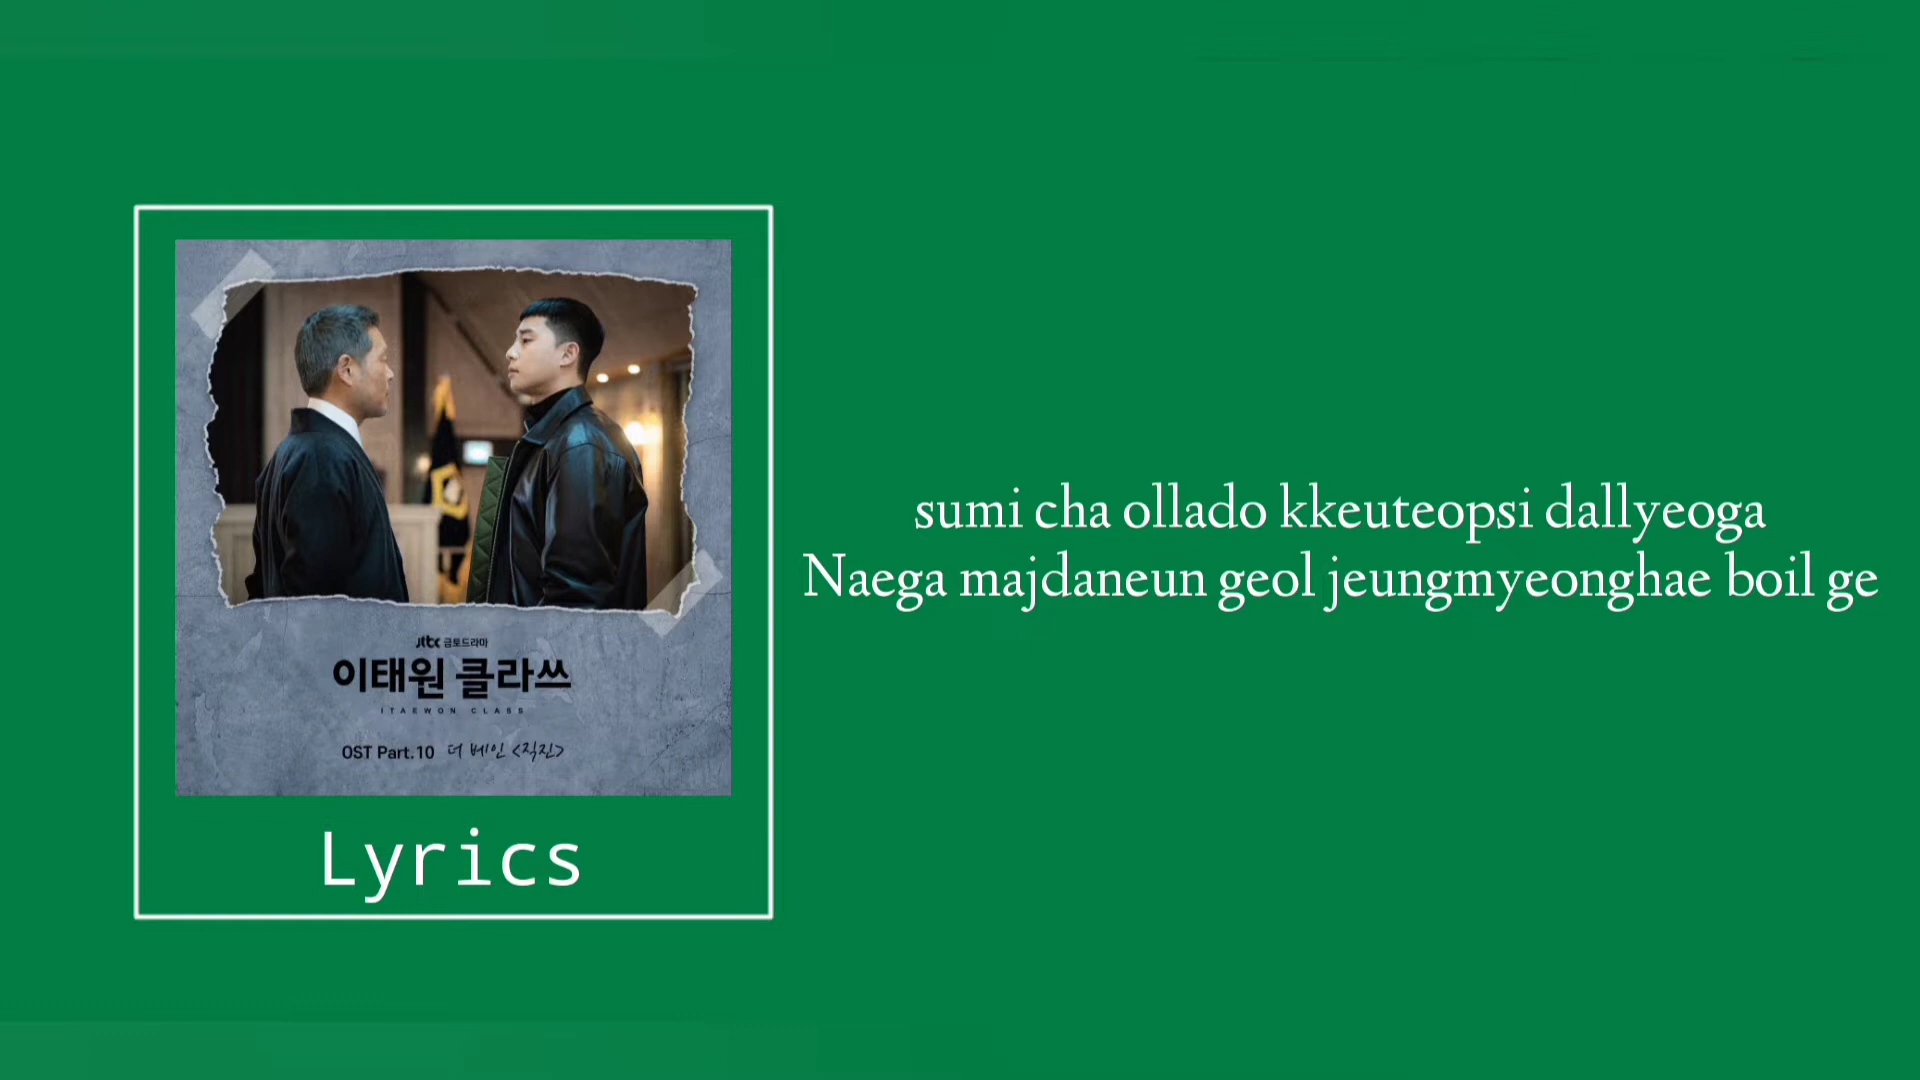 jtbc 금토드라마
이태원 클라쓰
ITAEWON CLASS
OST Part.10 더 베인 <직진>
Lyrics
sumi cha ollado kkeuteopsi dallyeoga
Naega majdaneun geol jeungmyeonghae boil ge